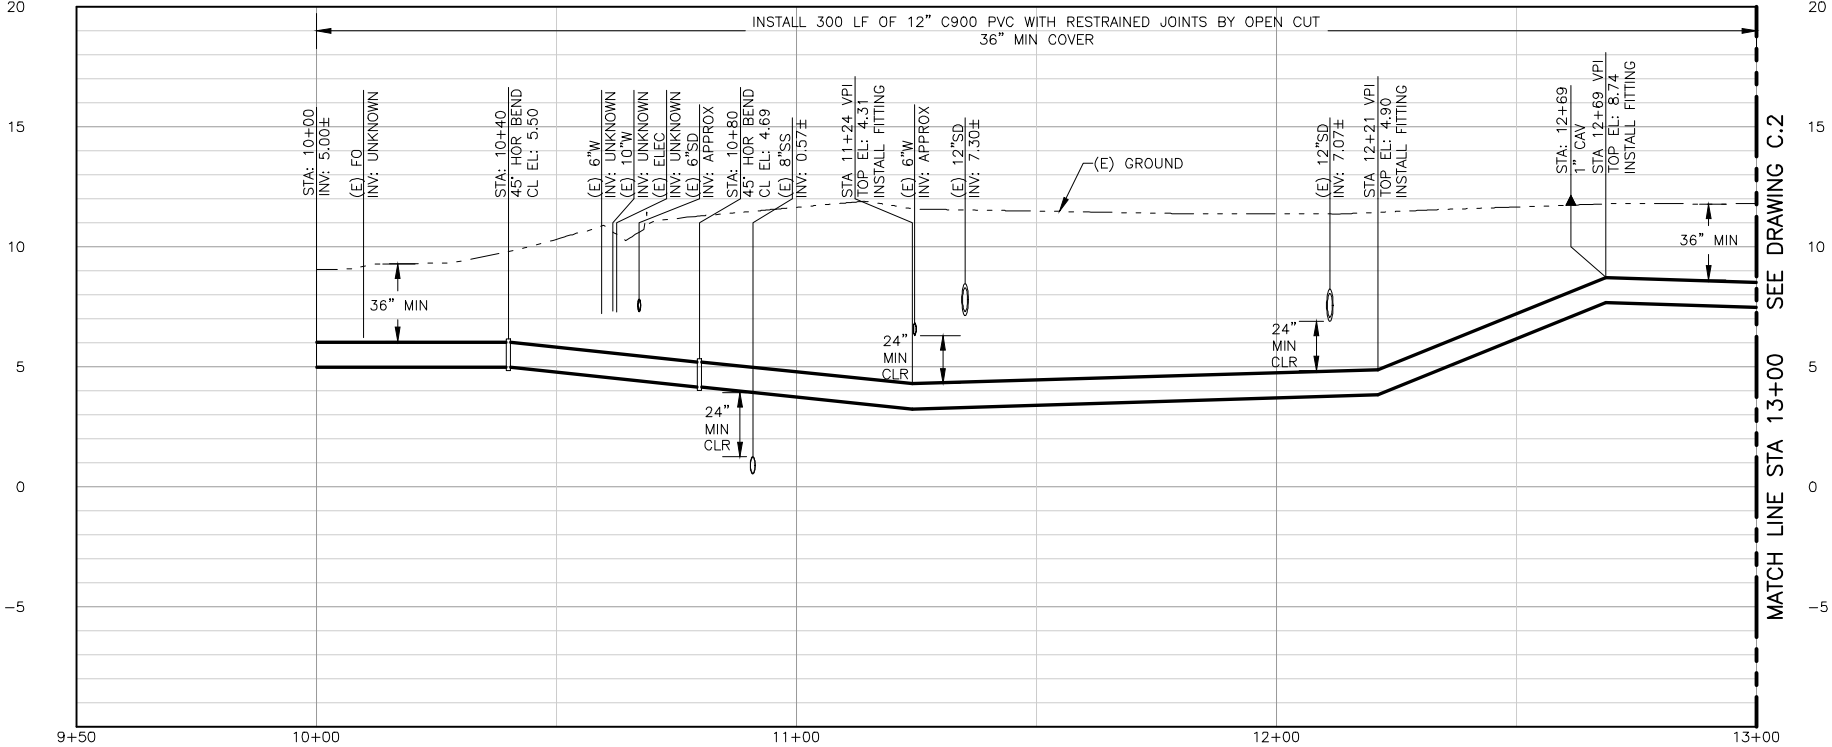 20
20
INSTALL 300 LF OF 12" C900 PVC WITH RESTRAINED JOINTS BY OPEN CUT
36" MIN COVER
STA: 10+00
INV: 5.00±
(E) FO
INV: UNKNOWN
STA: 10+40
45° HOR BEND
CL EL: 5.50
(E) 6"W
INV: UNKNOWN
(E) 10"W
INV: UNKNOWN
(E) ELEC
INV: UNKNOWN
(E) 6"SD
INV: APPROX
STA: 10+80
45° HOR BEND
CL EL: 4.69
(E) 8"SS
INV: 0.57±
STA 11+24 VPI
TOP EL: 4.31
INSTALL FITTING
(E) 6"W
INV: APPROX
(E) 12"SD
INV: 7.30±
(E) GROUND
(E) 12"SD
INV: 7.07±
STA 12+21 VPI
TOP EL: 4.90
INSTALL FITTING
STA: 12+69
1" CAV
STA 12+69 VPI
TOP EL: 8.74
INSTALL FITTING
15
15
10
10
36" MIN
36" MIN
24"
MIN
CLR
24"
MIN
CLR
5
5
24"
MIN
CLR
0
0
-5
-5
9+50
10+00
11+00
12+00
13+00
MATCH LINE STA 13+00 SEE DRAWING C.2